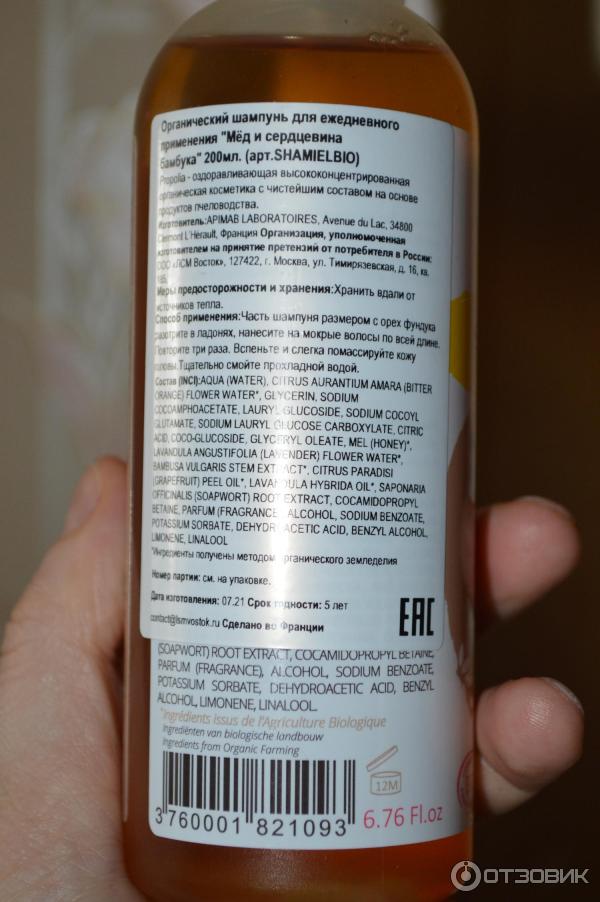 Органический шампунь для ежедневного
применения "Мёд и сердцевина
бамбука" 200мл. (арт.SHAMIELBIO)
Propolia - оздоравливающая высококонцентрированная
органическая косметика с чистейшим составом на основе
продуктов пчеловодства.
Изготовитель:APIMAB LABORATOIRES, Avenue du Lac, 34800
Clermont L'Hérault, Франция Организация, уполномоченная
изготовителем на принятие претензий от потребителя в России:
ООО «ЛСМ Восток», 127422, г. Москва, ул. Тимирязевская, д. 16, кв.
Меры предосторожности и хранения:Хранить вдали от
источников тепла.
Способ применения:Часть шампуня размером с орех фундука
разотрите в ладонях, нанесите на мокрые волосы по всей длине.
Повторите три раза. Вспеньте и слегка помассируйте кожу
головы.Тщательно смойте прохладной водой.
Состав (INCI):AQUA (WATER), CITRUS AURANTIUM AMARA (BITTER
ORANGE) FLOWER WATER*, GLYCERIN, SODIUM
COCOAMPHOACETATE, LAURYL GLUCOSIDE, SODIUM COCOYL
GLUTAMATE, SODIUM LAURYL GLUCOSE CARBOXYLATE, CITRIC
ACID, COCO-GLUCOSIDE, GLYCERYL OLEATE, MEL (HONEY)*,
LAVANDULA ANGUSTIFOLIA (LAVENDER) FLOWER WATER*,
BAMBUSA VULGARIS STEM EXTRACT*, CITRUS PARADISI
(GRAPEFRUIT) PEEL OIL*, LAVANDULA HYBRIDA OIL*, SAPONARIA
OFFICINALIS (SOAPWORT) ROOT EXTRACT, COCAMIDOPROPYL
BETAINE, PARFUM (FRAGRANCE), ALCOHOL, SODIUM BENZOATE,
POTASSIUM SORBATE, DEHYDROACETIC ACID, BENZYL ALCOHOL,
LIMONENE, LINALOOL
*Ингредиенты получены методом органического земледелия
Номер партии: см. на упаковке.
Дата изготовления: 07.21 Срок годности: 5 лет
contact@lsmvostok.ru Сделано во Франции
EAC
(SOAPWORT) ROOT EXTRACT, COCAMIDOPROPYL BETAINE,
PARFUM (FRAGRANCE), ALCOHOL, SODIUM BENZOATE,
POTASSIUM SORBATE, DEHYDROACETIC ACID, BENZYL
ALCOHOL, LIMONENE, LINALOOL.
*Ingrédients issus de l'Agriculture Biologique
Ingrediënten van biologische landbouw
Ingredients from Organic Farming
12M
3 760001 821093
6.76 Fl.oz
ОТЗОВИК